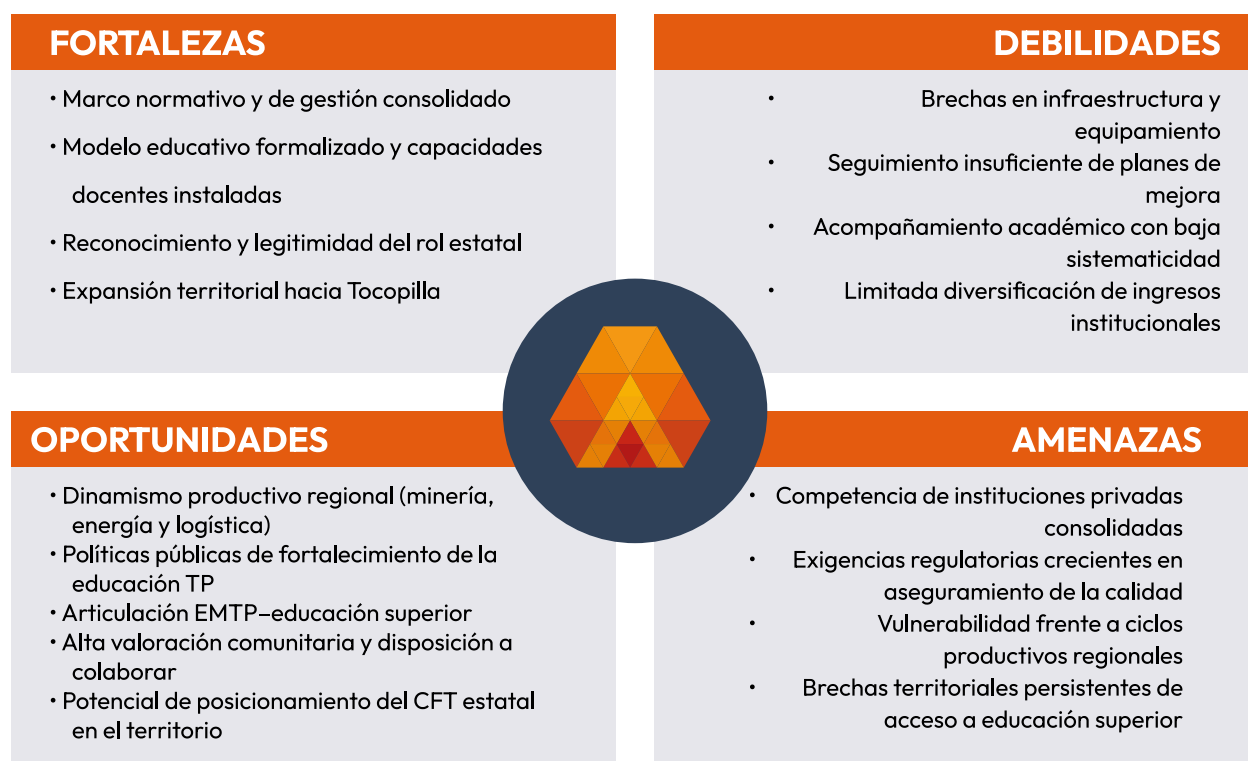 FORTALEZAS
• Marco normativo y de gestión consolidado
• Modelo educativo formalizado y capacidades
docentes instaladas
• Reconocimiento y legitimidad del rol estatal
• Expansión territorial hacia Tocopilla
DEBILIDADES
• Brechas en infraestructura y
equipamiento
• Seguimiento insuficiente de planes de
mejora
• Acompañamiento académico con baja
sistematicidad
• Limitada diversificación de ingresos
institucionales
OPORTUNIDADES
• Dinamismo productivo regional (minería,
energía y logística)
• Políticas públicas de fortalecimiento de la
educación TP
• Articulación EMTP–educación superior
• Alta valoración comunitaria y disposición a
colaborar
• Potencial de posicionamiento del CFT estatal
en el territorio
AMENAZAS
• Competencia de instituciones privadas
consolidadas
• Exigencias regulatorias crecientes en
aseguramiento de la calidad
• Vulnerabilidad frente a ciclos
productivos regionales
• Brechas territoriales persistentes de
acceso a educación superior